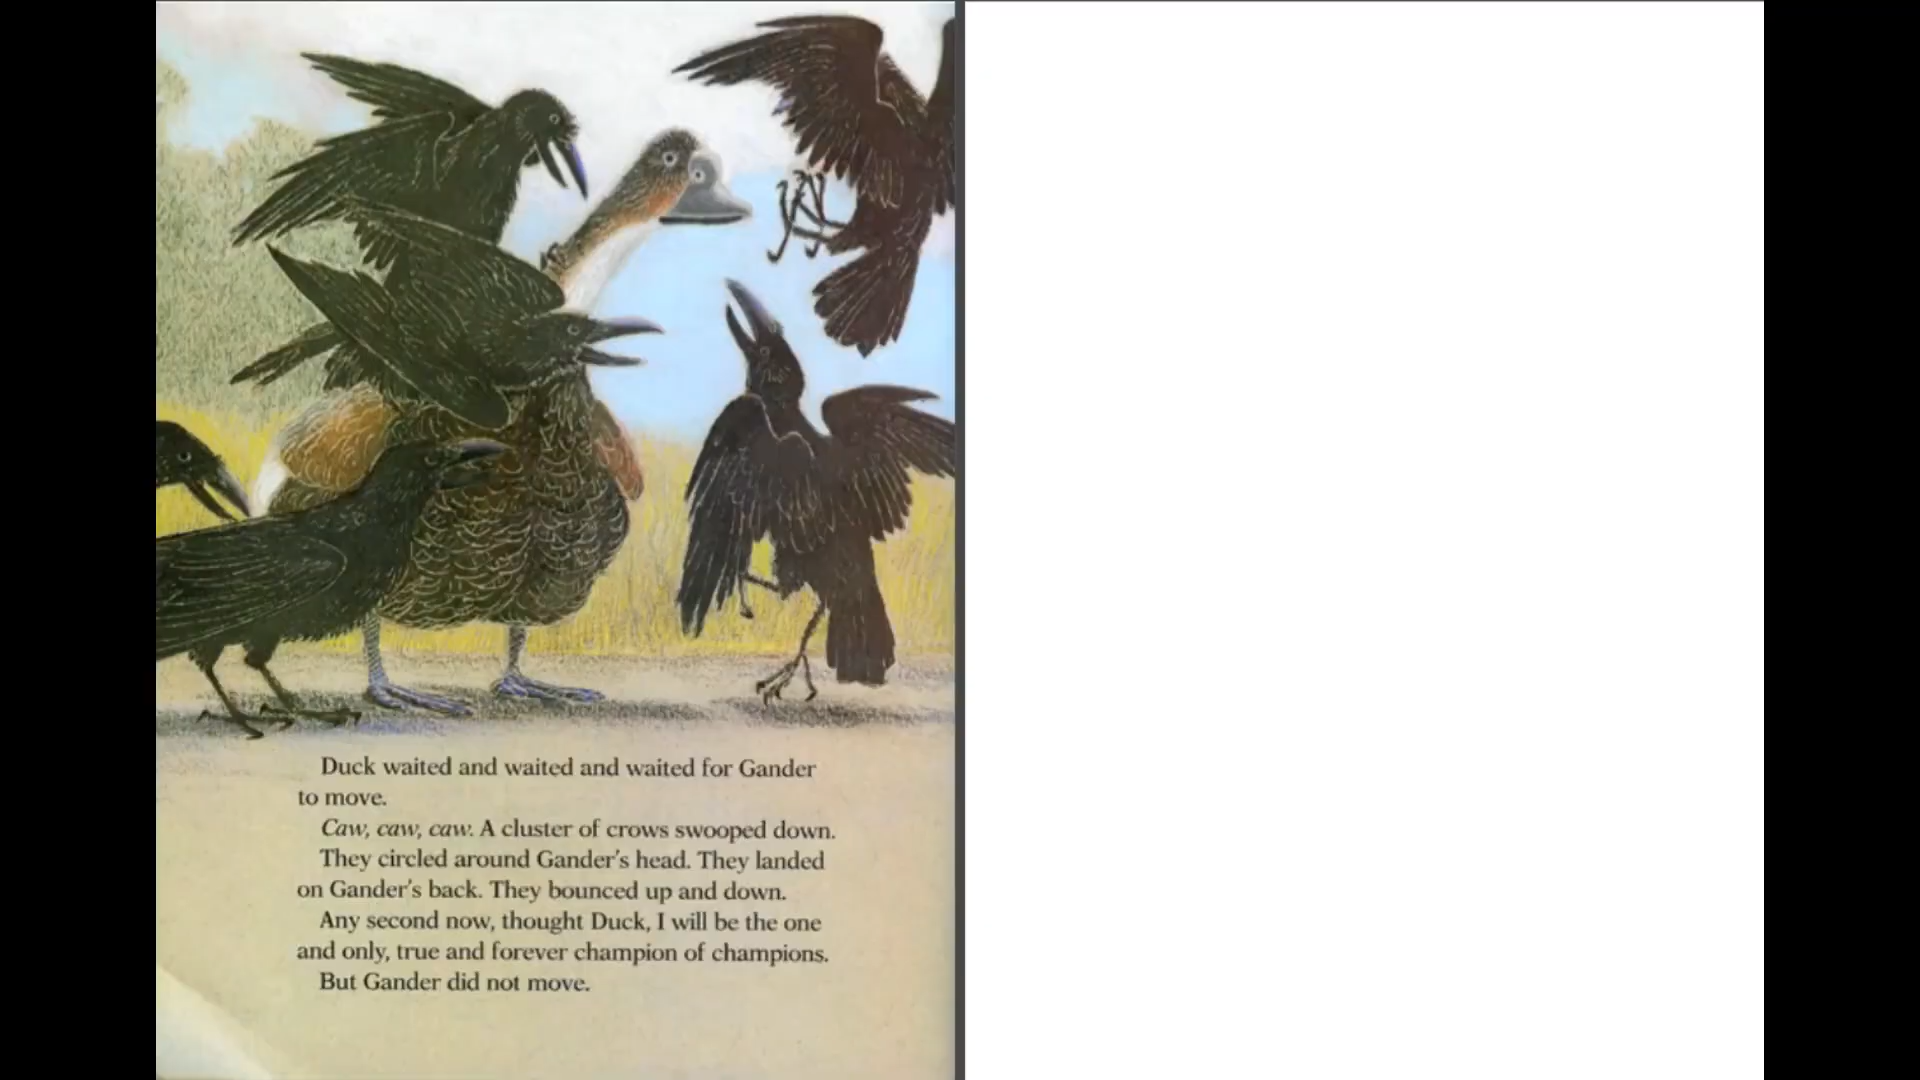 Duck waited and waited and waited for Gander
to move.
Caw, caw, caw. A cluster of crows swooped down.
They circled around Gander's head. They landed
on Gander's back. They bounced up and down.
Any second now, thought Duck, I will be the one
and only, true and forever champion of champions.
But Gander did not move.